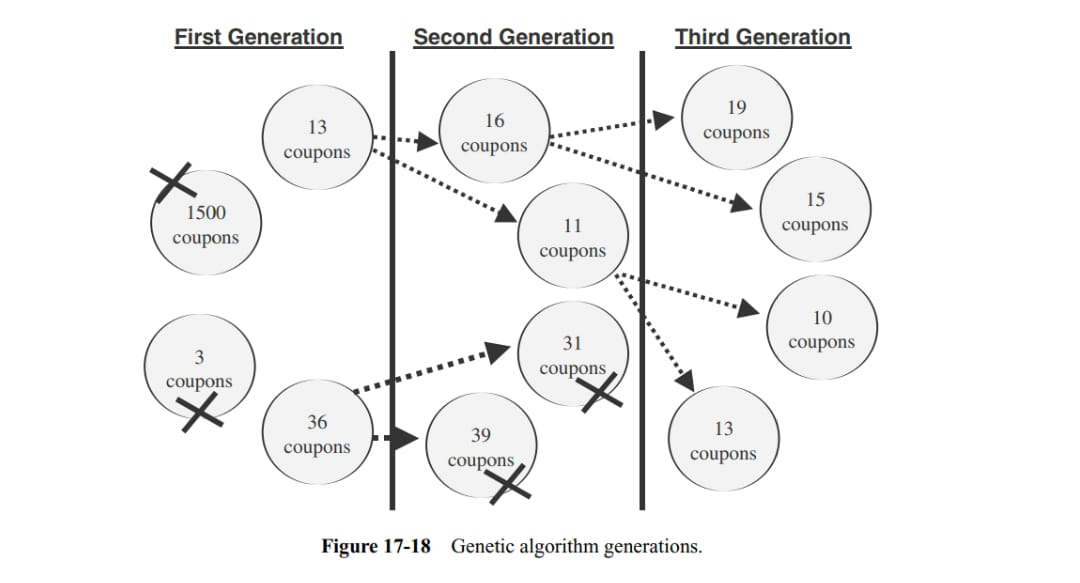 First Generation
Second Generation
Third Generation
13
coupons
1500
coupons
3
coupons
36
coupons
16
coupons
11
coupons
31
coupons
39
coupons
19
coupons
15
coupons
10
coupons
13
coupons
Figure 17-18 Genetic algorithm generations.